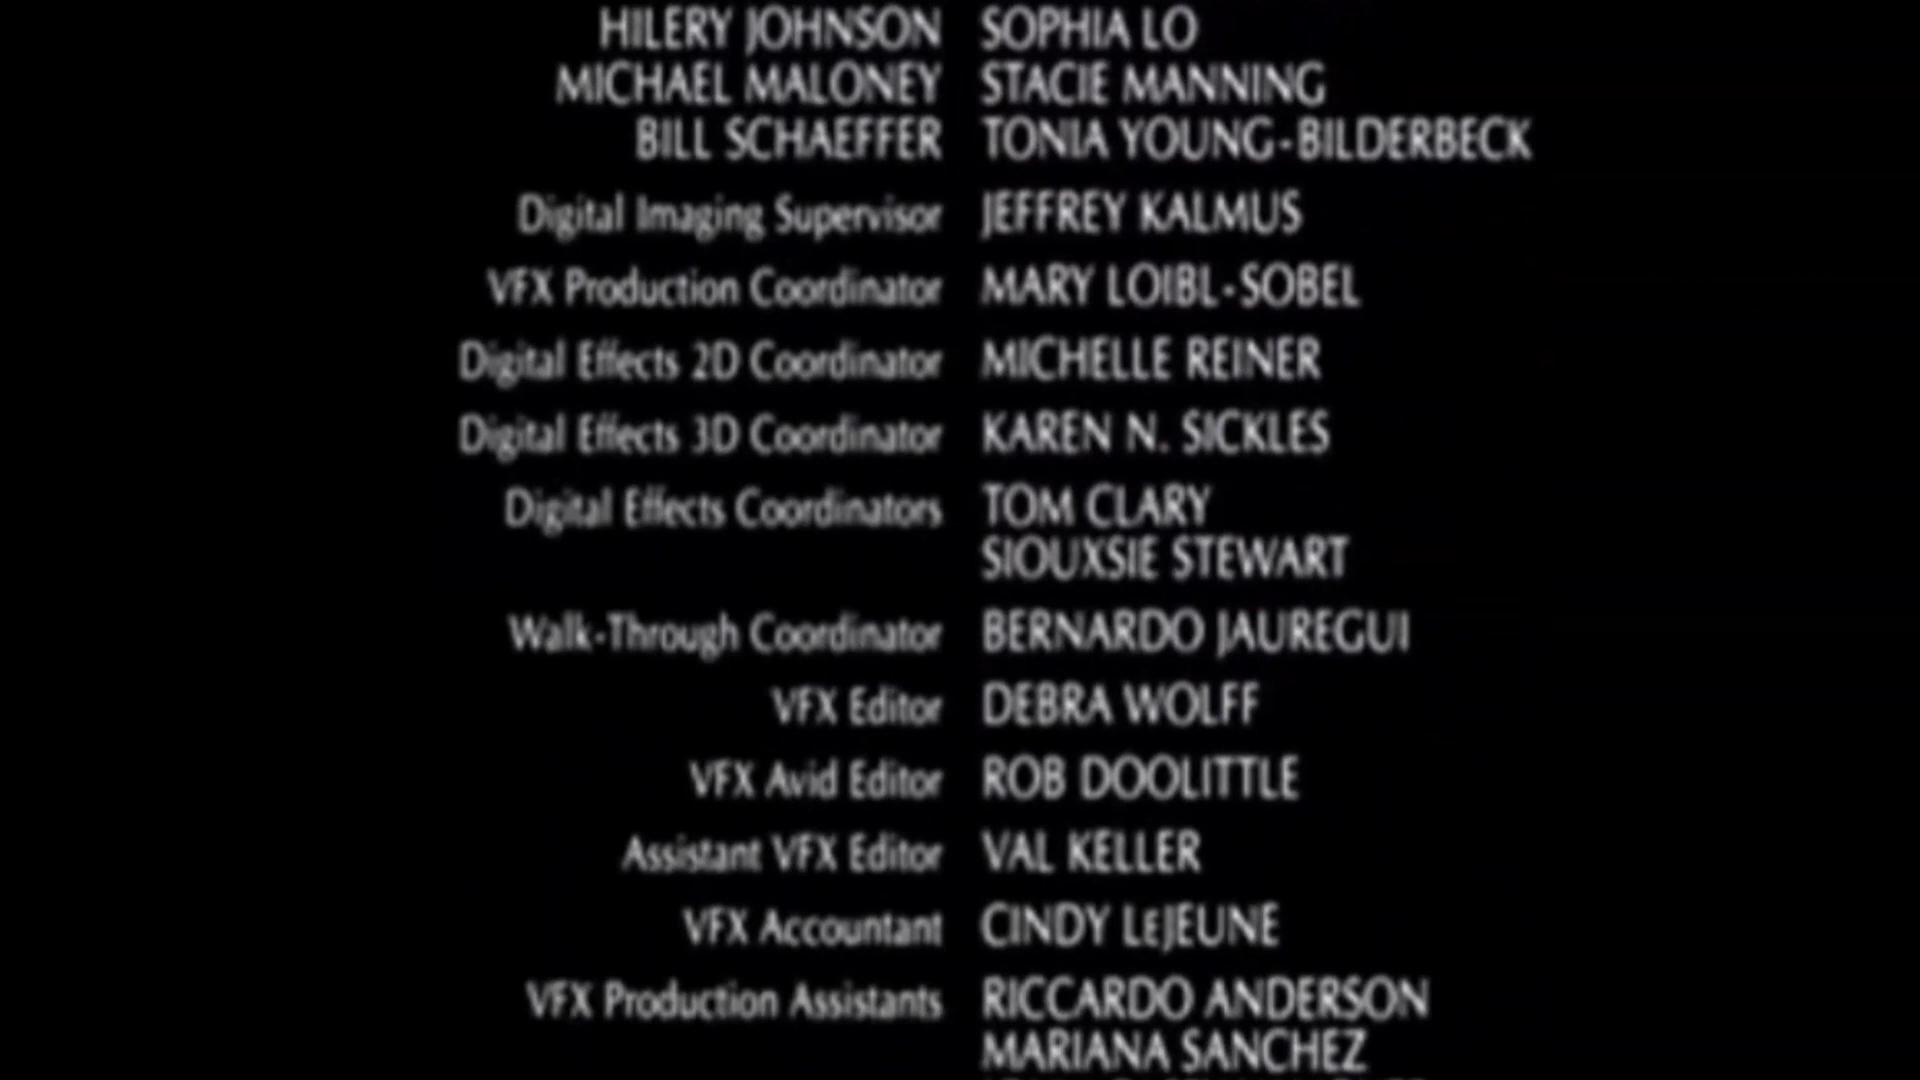 HILERY JOHNSON SOPHIA LO
MICHAEL MALONEY STACIE MANNING
BILL SCHAEFFER TONIA YOUNG-BILDERBECK
Digital Imaging Supervisor JEFFREY KALMUS
VFX Production Coordinator MARY LOIBL-SOBEL
Digital Effects 2D Coordinator MICHELLE REINER
Digital Effects 3D Coordinator KAREN N. SICKLES
Digital Effects Coordinators TOM CLARY
SIOUXSIE STEWART
Walk-Through Coordinator BERNARDO JAUREGUI
VFX Editor DEBRA WOLFF
VFX Avid Editor ROB DOOLITTLE
Assistant VFX Editor VAL KELLER
VFX Accountant CINDY LEJEUNE
VFX Production Assistants RICCARDO ANDERSON
MARIANA SANCHEZ